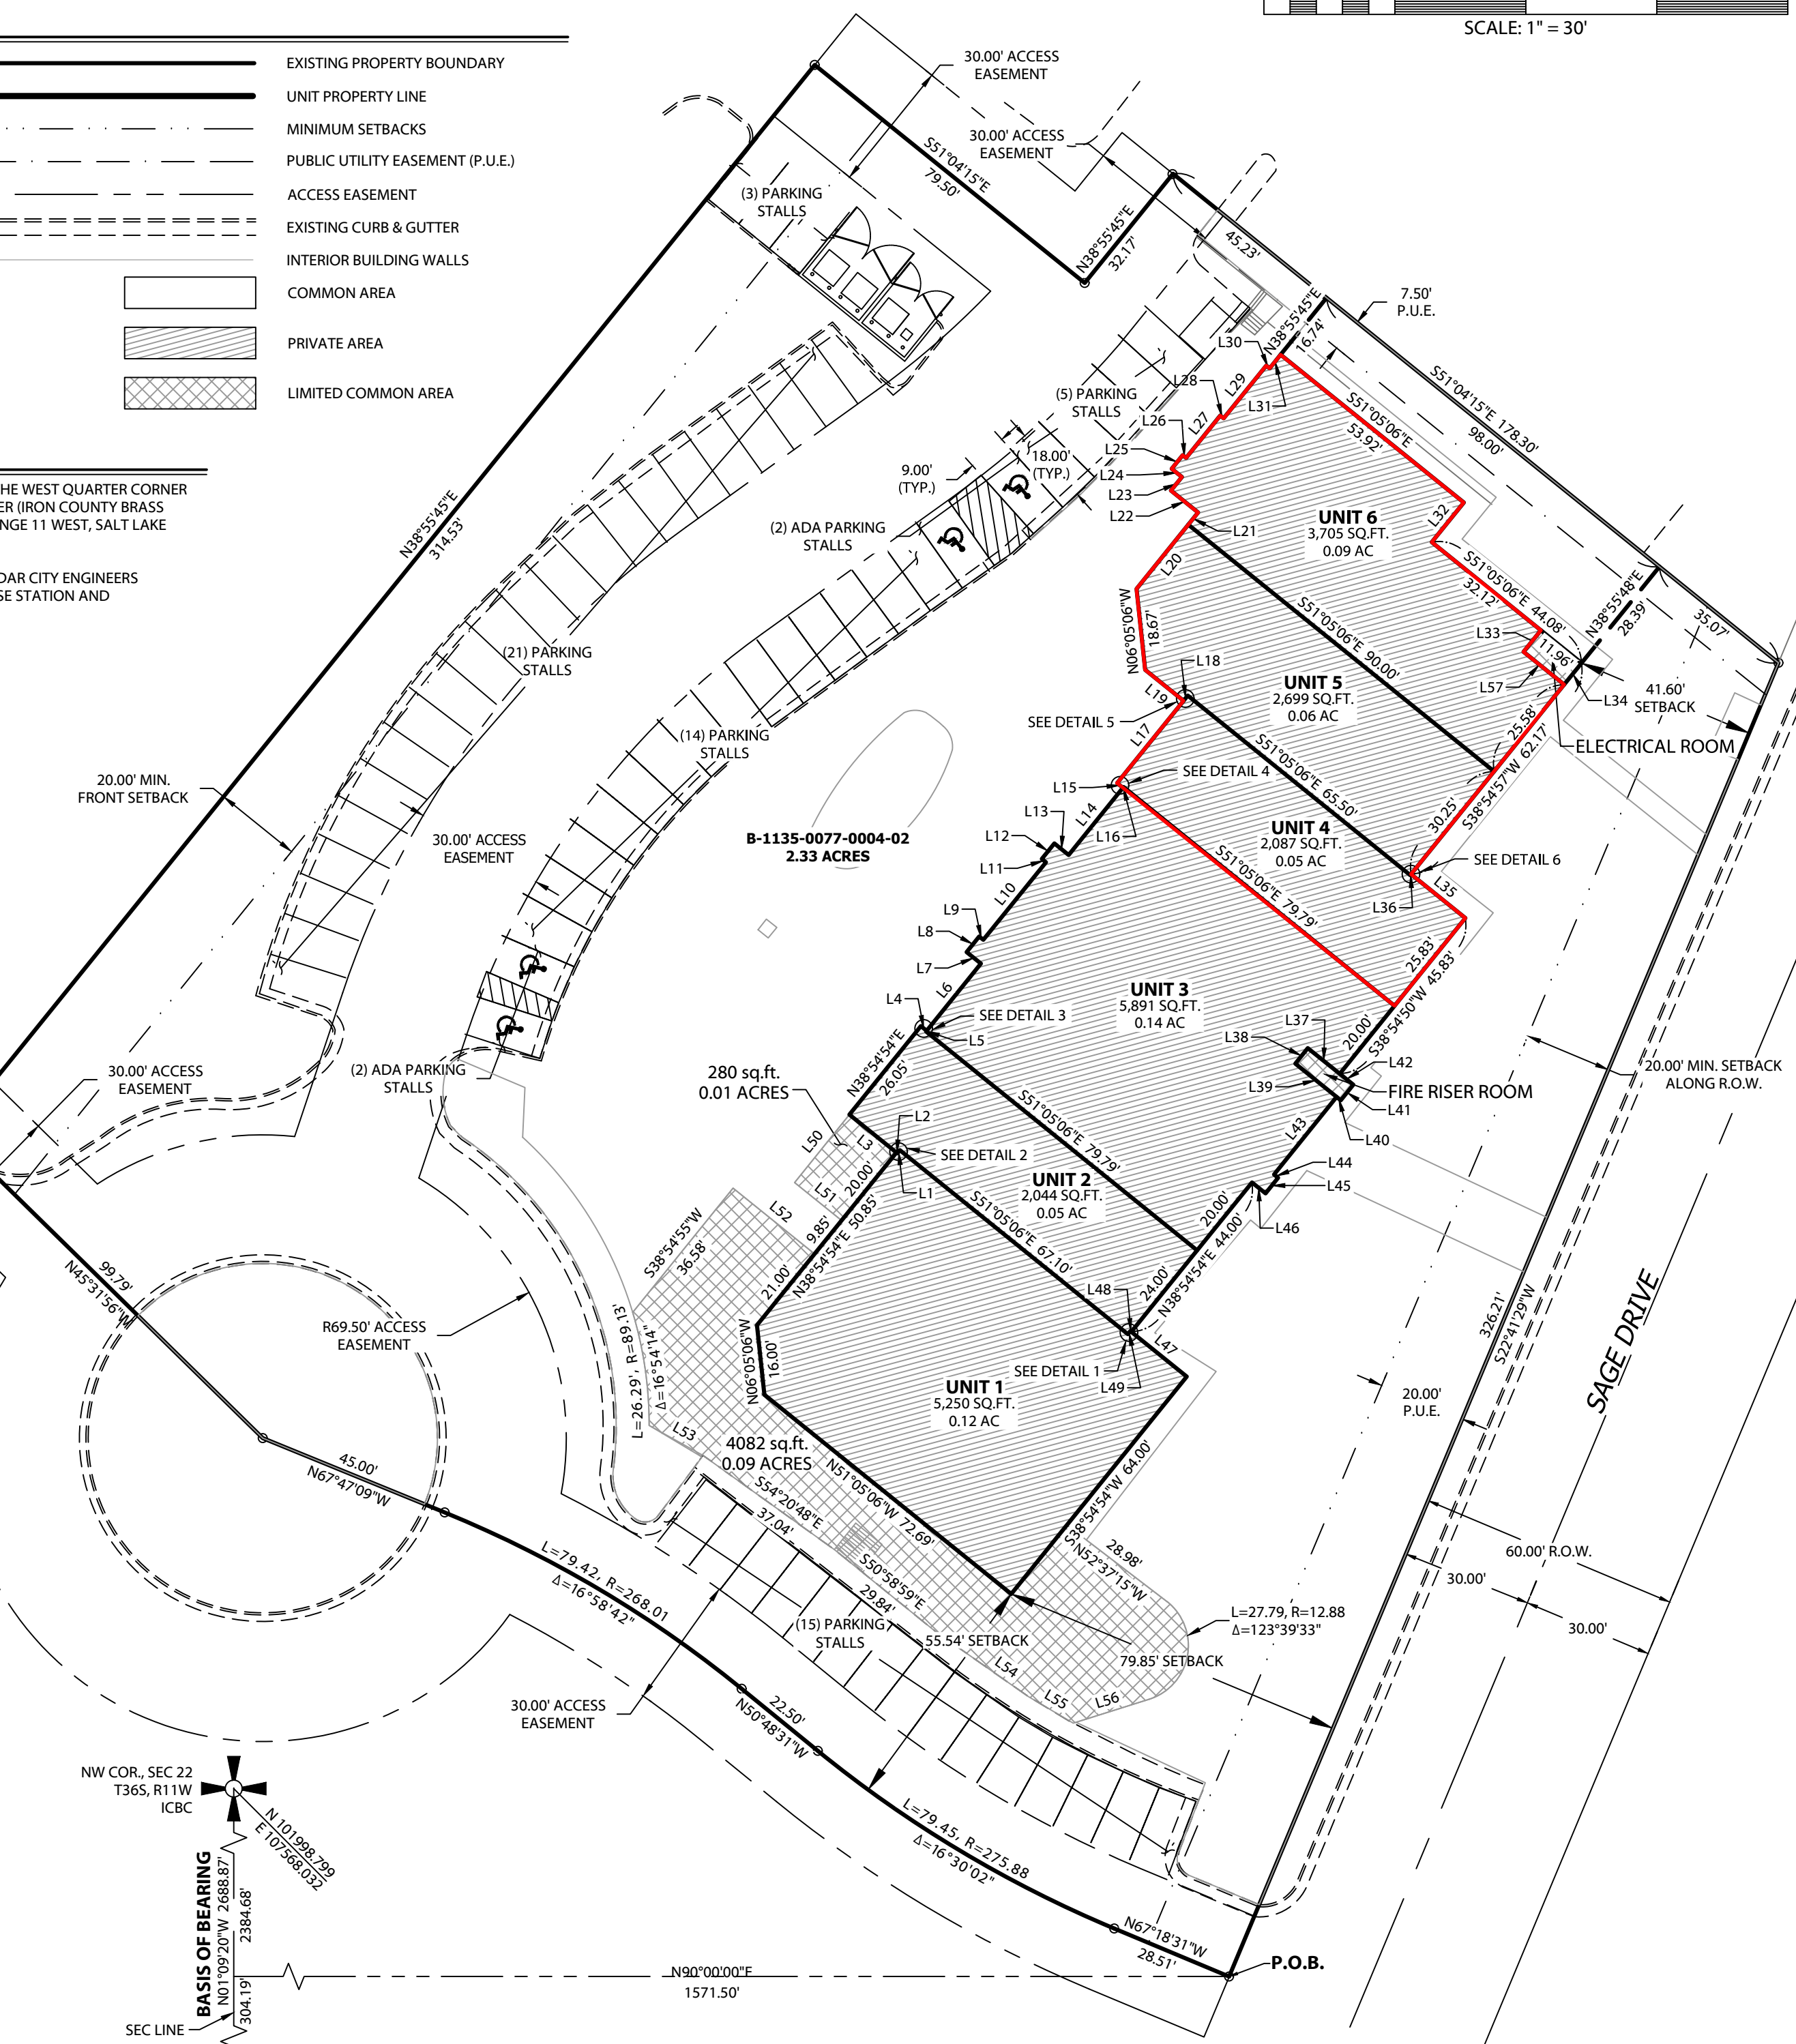 SCALE: 1" = 30'
EXISTING PROPERTY BOUNDARY
UNIT PROPERTY LINE
MINIMUM SETBACKS
PUBLIC UTILITY EASEMENT (P.U.E.)
ACCESS EASEMENT
EXISTING CURB & GUTTER
INTERIOR BUILDING WALLS
COMMON AREA
PRIVATE AREA
LIMITED COMMON AREA
HE WEST QUARTER CORNER
ER (IRON COUNTY BRASS
NGE 11 WEST, SALT LAKE
DAR CITY ENGINEERS
SE STATION AND
30.00' ACCESS
EASEMENT
30.00' ACCESS
EASEMENT
S51°04'15"E
79.50'
N38°55'45"E
32.17'
45.23'
(3) PARKING
STALLS
7.50'
P.U.E.
N38°55'45"E
16.74'
S51°04'15"E 178.30'
98.00'
35.07'
L30
L31
L29
L28
L27
L26
L25
L24
L23
L22
L21
L20
(5) PARKING
STALLS
18.00'
(TYP.)
9.00'
(TYP.)
(2) ADA PARKING
STALLS
S51°05'06"E
53.92'
L32
UNIT 6
3,705 SQ.FT.
0.09 AC
S51°05'06"E 44.08'
32.12'
11.96'
L33
L57
L34
N38°55'48"E
28.39'
41.60'
SETBACK
ELECTRICAL ROOM
N38°55'45"E
314.53'
(21) PARKING
STALLS
(14) PARKING
STALLS
N06°05'06"W
18.67'
L18
L19
SEE DETAIL 5
L17
S51°05'06"E 90.00'
UNIT 5
2,699 SQ.FT.
0.06 AC
25.58'
S38°54'57"W 62.17'
30.25'
S51°05'06"E 65.50'
20.00' MIN.
FRONT SETBACK
30.00' ACCESS
EASEMENT
B-1135-0077-0004-02
2.33 ACRES
L15
SEE DETAIL 4
L16
L14
L13
L12
L11
L10
L9
L8
L7
L6
L4
L5
SEE DETAIL 3
UNIT 4
2,087 SQ.FT.
0.05 AC
SEE DETAIL 6
L35
L36
S51°05'06"E 79.79'
25.83'
S38°54'50"W 45.83'
20.00'
UNIT 3
5,891 SQ.FT.
0.14 AC
L37
L38
L39
L42
FIRE RISER ROOM
L41
L40
L43
L44
L45
L46
20.00' MIN. SETBACK
ALONG R.O.W.
30.00' ACCESS
EASEMENT
(2) ADA PARKING
STALLS
280 sq.ft.
0.01 ACRES
N38°54'54"E
26.05'
L2
L3
L50
L51
L52
SEE DETAIL 2
L1
20.00'
9.85'
N38°54'54"E 50.85'
21.00'
S51°05'06"E 79.79'
UNIT 2
2,044 SQ.FT.
0.05 AC
S51°05'06"E 67.10'
20.00'
N38°54'54"E 44.00'
24.00'
L48
L47
SEE DETAIL 1
L49
S38°54'55"W
36.58'
L=26.29', R=89.13'
Δ=16°54'14"
N06°05'06"W
16.00'
UNIT 1
5,250 SQ.FT.
0.12 AC
L53
4082 sq.ft.
0.09 ACRES
N51°05'06"W 72.69'
S38°54'54"W 64.00'
S54°20'48"E
37.04'
S50°58'59"E
29.84'
28.98'
N52°37'15"W
L=27.79, R=12.88
Δ=123°39'33"
55.54' SETBACK
79.85' SETBACK
L54
L55
L56
(15) PARKING
STALLS
30.00' ACCESS
EASEMENT
R69.50' ACCESS
EASEMENT
99.79'
N45°31'56"W
45.00'
N67°47'09"W
L=79.42, R=268.01
Δ=16°58'42"
22.50'
N50°48'31"W
L=79.45, R=275.88
Δ=16°30'02"
N67°18'31"W
28.51'
P.O.B.
326.21'
S22°41'29"W
SAGE DRIVE
20.00'
P.U.E.
60.00' R.O.W.
30.00'
30.00'
NW COR., SEC 22
T36S, R11W
ICBC
N 101998.799
E 107568.032
BASIS OF BEARING
N01°09'20"W 2688.87'
2384.68'
304.19'
SEC LINE
N90°00'00"E
1571.50'